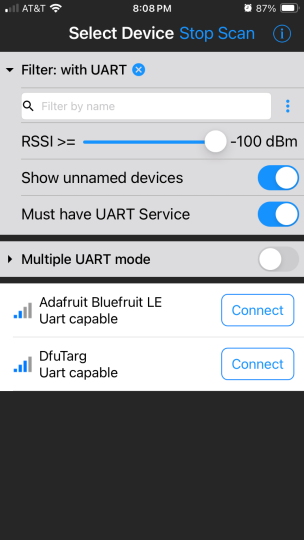 AT&T 8:08 PM 87%
Select Device Stop Scan
Filter: with UART
Filter by name
RSSI >= -100 dBm
Show unnamed devices
Must have UART Service
Multiple UART mode
Adafruit Bluefruit LE
Uart capable
Connect
DfuTarg
Uart capable
Connect